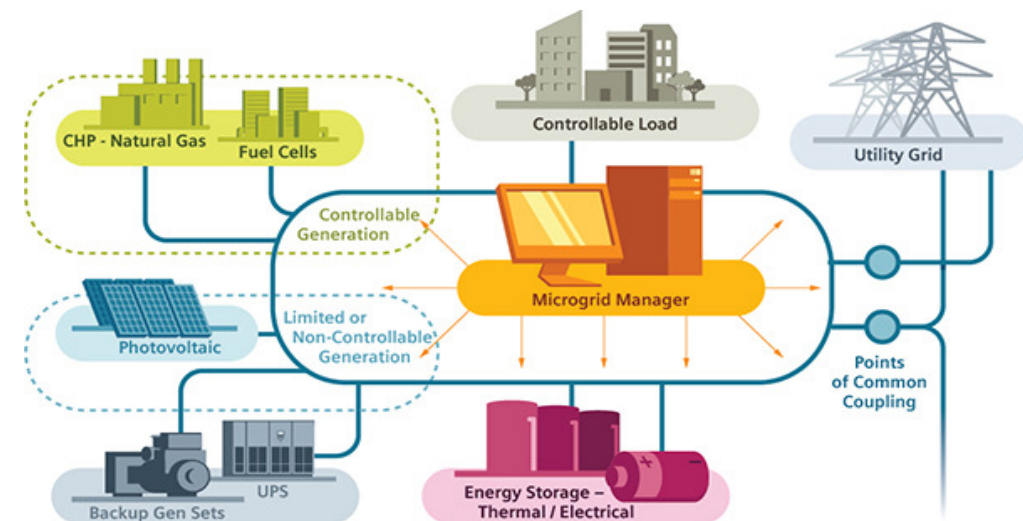 CHP - Natural Gas
Fuel Cells
Controllable Load
Utility Grid
Controllable
Generation
Microgrid Manager
Limited or
Non-Controllable
Generation
Photovoltaic
Points
of Common
Coupling
UPS
Backup Gen Sets
Energy Storage –
Thermal / Electrical
+
–